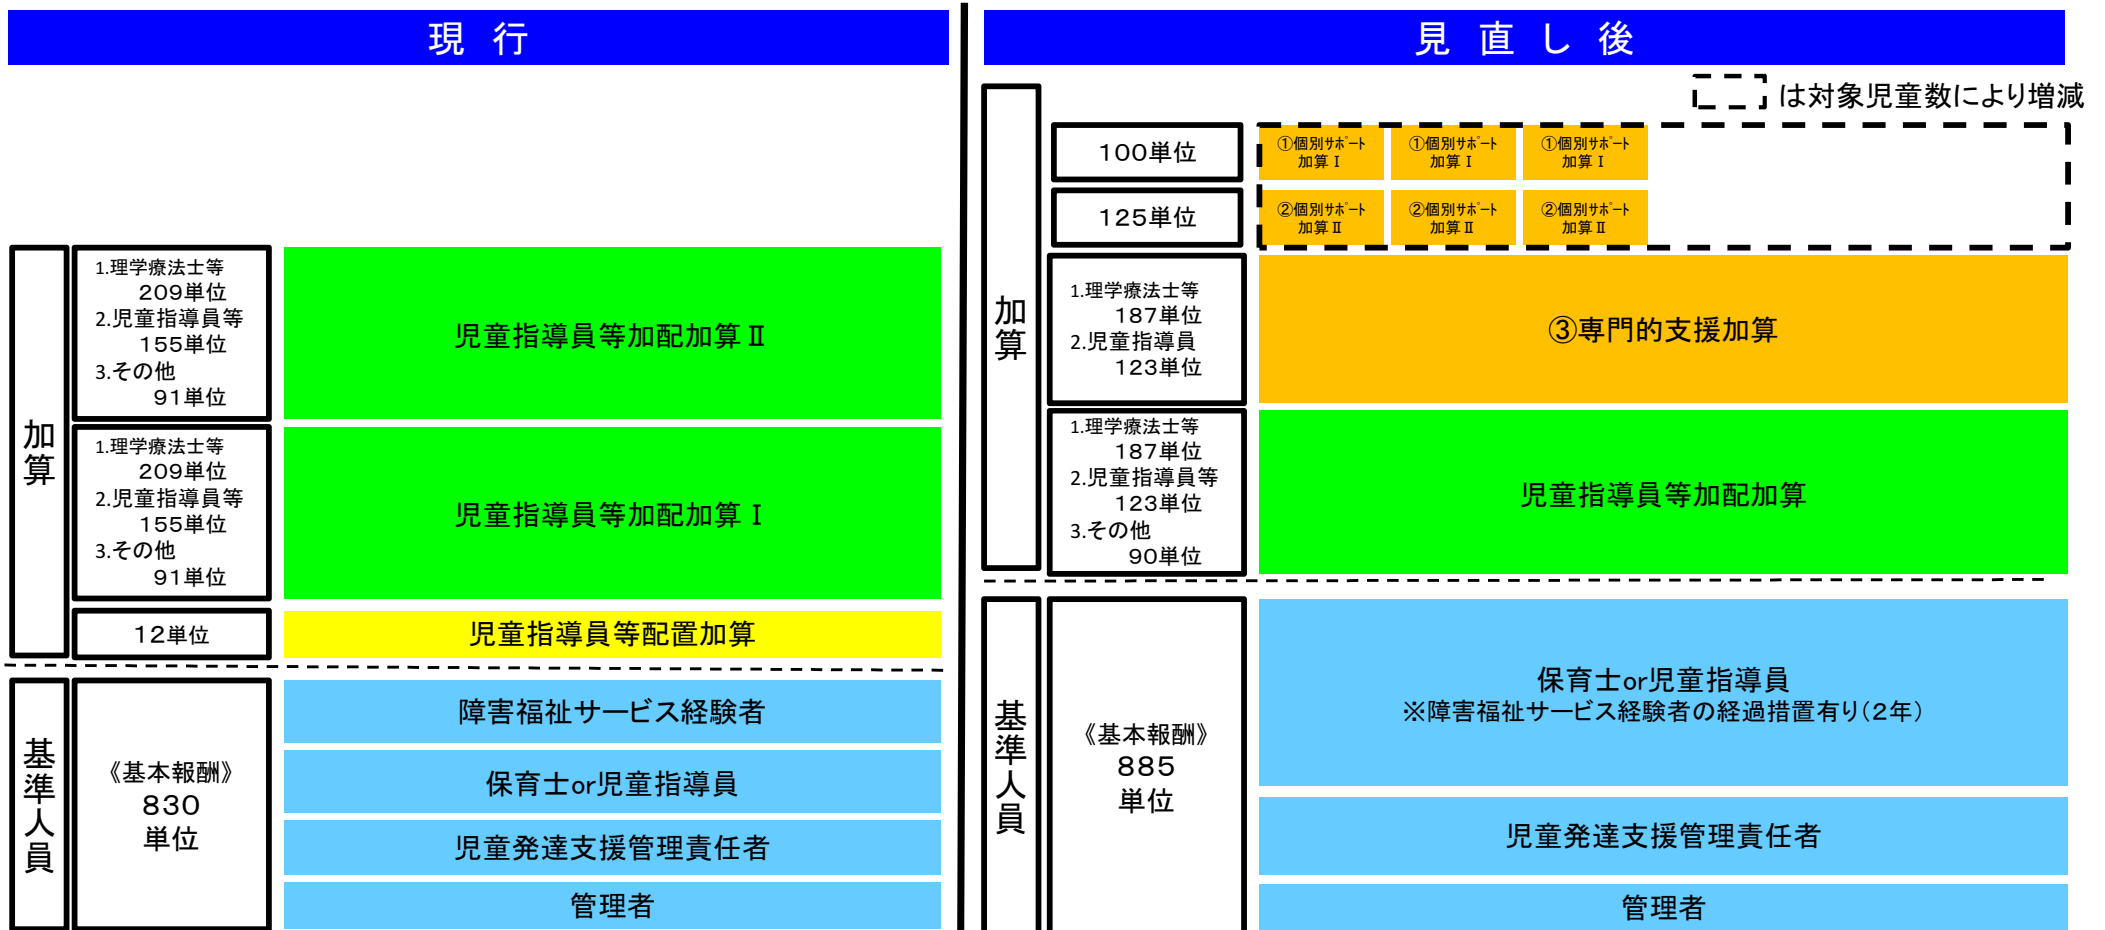 現 行
加算
1.理学療法士等
209単位
2.児童指導員等
155単位
3.その他
91単位
児童指導員等加配加算Ⅱ
1.理学療法士等
209単位
2.児童指導員等
155単位
3.その他
91単位
児童指導員等加配加算Ⅰ
12単位
児童指導員等配置加算
基準人員
《基本報酬》
830
単位
障害福祉サービス経験者
保育士or児童指導員
児童発達支援管理責任者
管理者
見 直 し 後
は対象児童数により増減
加算
100単位
①個別ｻﾎﾟｰﾄ
加算Ⅰ
①個別ｻﾎﾟｰﾄ
加算Ⅰ
①個別ｻﾎﾟｰﾄ
加算Ⅰ
125単位
②個別ｻﾎﾟｰﾄ
加算Ⅱ
②個別ｻﾎﾟｰﾄ
加算Ⅱ
②個別ｻﾎﾟｰﾄ
加算Ⅱ
1.理学療法士等
187単位
2.児童指導員
123単位
③専門的支援加算
1.理学療法士等
187単位
2.児童指導員等
123単位
3.その他
90単位
児童指導員等加配加算
基準人員
《基本報酬》
885
単位
保育士or児童指導員
※障害福祉サービス経験者の経過措置有り(2年)
児童発達支援管理責任者
管理者